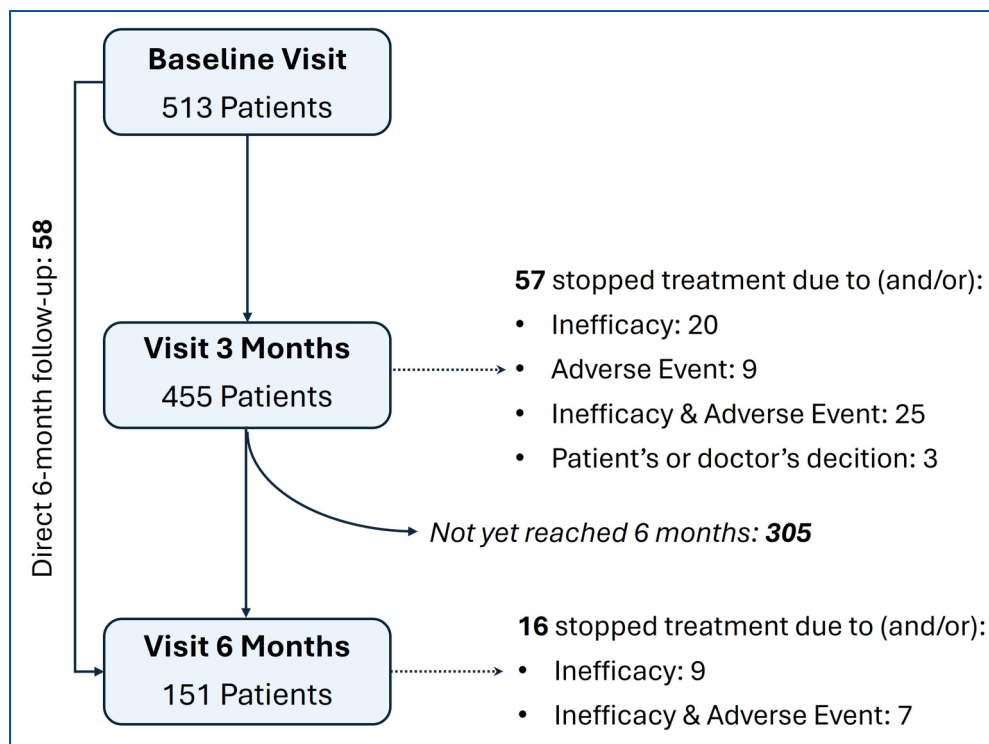 Baseline Visit
513 Patients
Direct 6-month follow-up: 58
57 stopped treatment due to (and/or):
• Inefficacy: 20
• Adverse Event: 9
• Inefficacy & Adverse Event: 25
• Patient’s or doctor’s decition: 3
Visit 3 Months
455 Patients
Not yet reached 6 months: 305
Visit 6 Months
151 Patients
16 stopped treatment due to (and/or):
• Inefficacy: 9
• Inefficacy & Adverse Event: 7